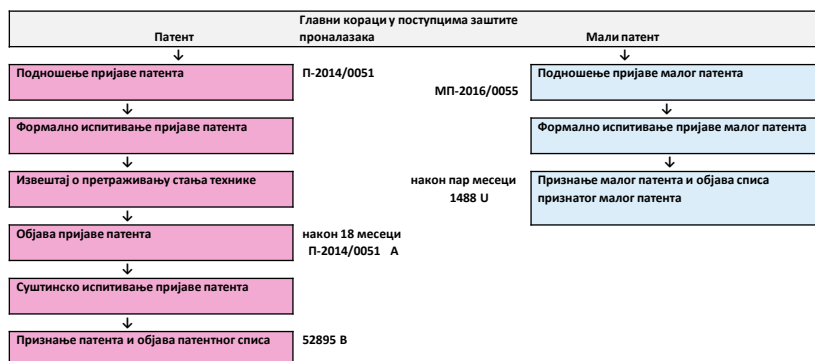 Главни кораци у поступцима заштите
Патент проналазака Мали патент
↓ ↓
Подношење пријаве патента П-2014/0051 Подношење пријаве малог патента
МП-2016/0055
↓ ↓
Формално испитивање пријаве патента Формално испитивање пријаве малог патента
↓ ↓
Извештај о претраживању стања технике након пар месеци Признање малог патента и објава списа
1488 U признатог малог патента
↓
Објава пријаве патента након 18 месеци
П-2014/0051 А
↓
Суштинско испитивање пријаве патента
↓
Признање патента и објава патентног списа 52895 B